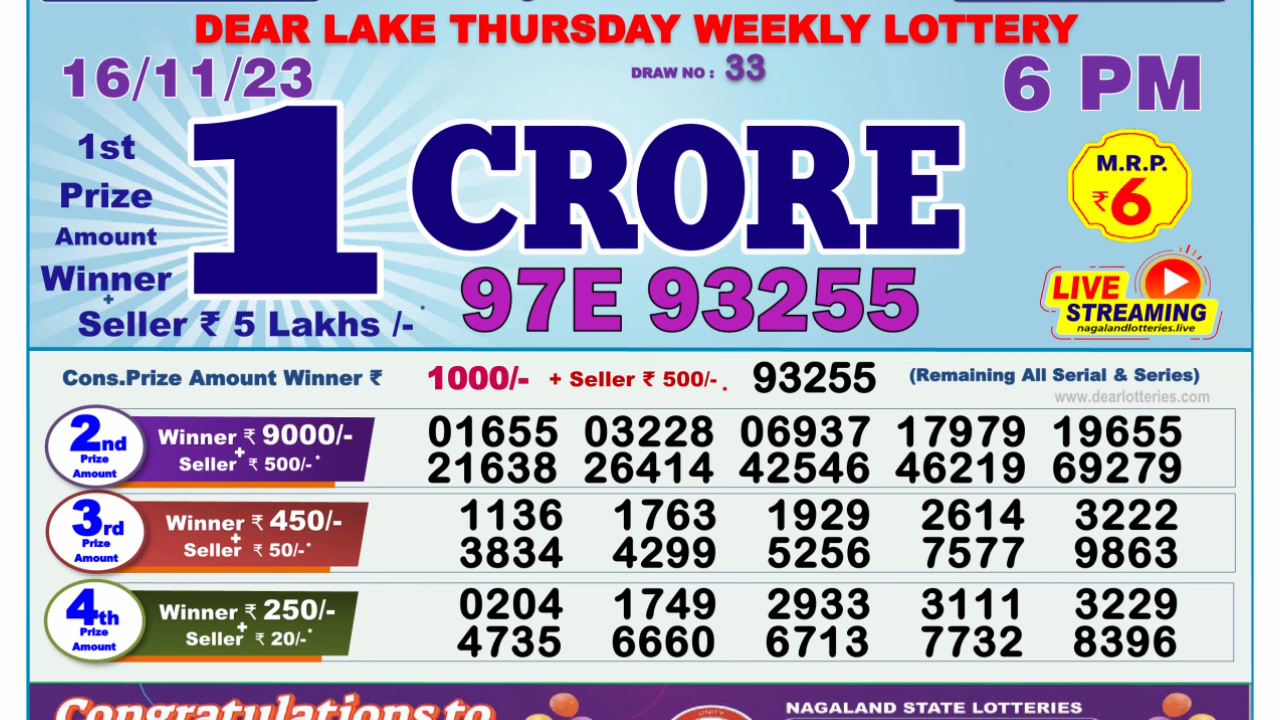 DEAR LAKE THURSDAY WEEKLY LOTTERY
16/11/23
DRAW NO : 33
6 PM
1st
Prize
Amount
Winner
+
Seller ₹ 5 Lakhs /- *
1 CRORE
97E 93255
M.R.P.
₹6
LIVE
STREAMING
nagalandlotteries.live
Cons.Prize Amount Winner ₹ 1000/- + Seller ₹ 500/- . 93255 (Remaining All Serial & Series)
www.dearlotteries.com
2nd
Prize
Amount
Winner ₹ 9000/-
+
Seller ₹ 500/-*
01655 03228 06937 17979 19655
21638 26414 42546 46219 69279
3rd
Prize
Amount
Winner ₹ 450/-
+
Seller ₹ 50/-*
1136 1763 1929 2614 3222
3834 4299 5256 7577 9863
4th
Prize
Amount
Winner ₹ 250/-
+
Seller ₹ 20/-*
0204 1749 2933 3111 3229
4735 6660 6713 7732 8396
Congratulations to
UNITY
NAGALAND STATE LOTTERIES